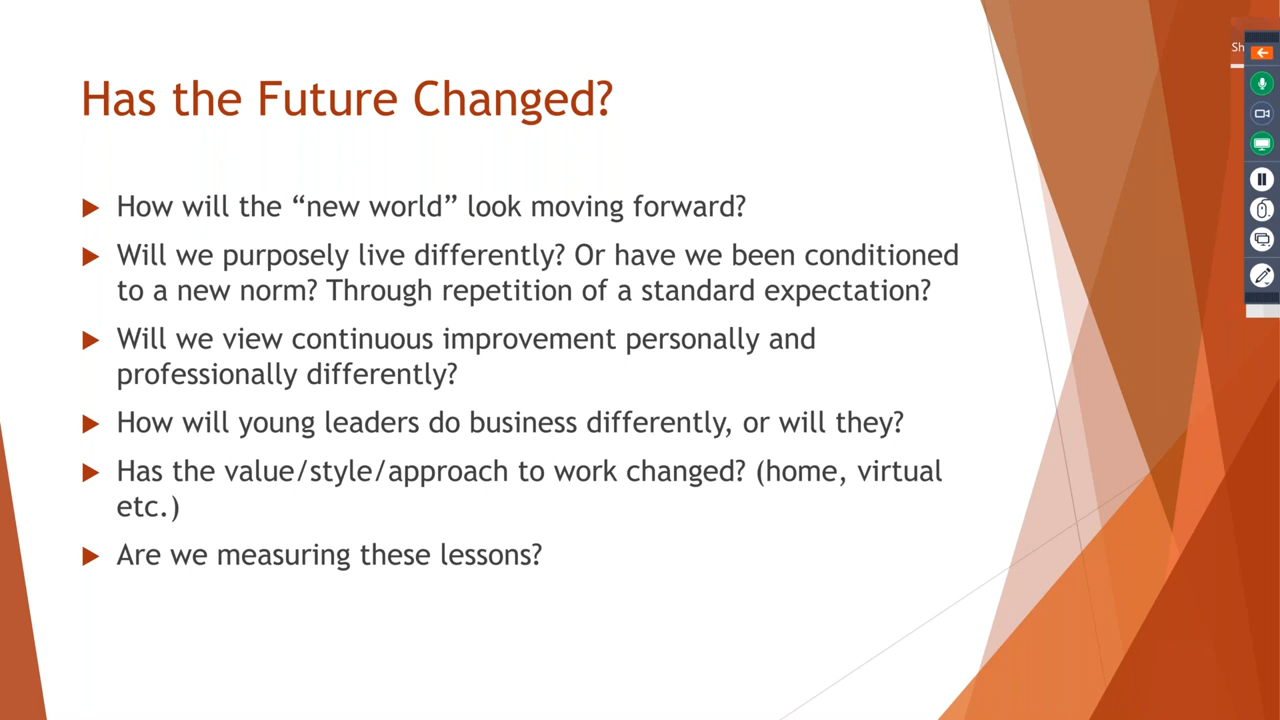 Has the Future Changed?
How will the “new world” look moving forward?
Will we purposely live differently? Or have we been conditioned
to a new norm? Through repetition of a standard expectation?
Will we view continuous improvement personally and
professionally differently?
How will young leaders do business differently, or will they?
Has the value/style/approach to work changed? (home, virtual
etc.)
Are we measuring these lessons?